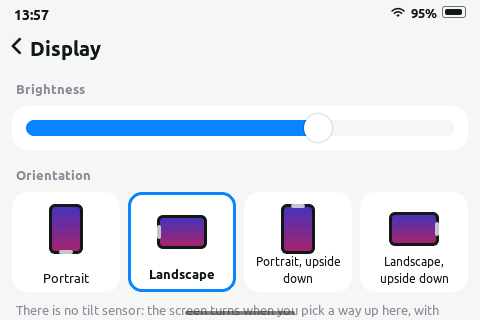 13:57
95%
Display
Brightness
Orientation
Portrait
Landscape
Portrait, upside
down
Landscape,
upside down
There is no tilt sensor: the screen turns when you pick a way up here, with